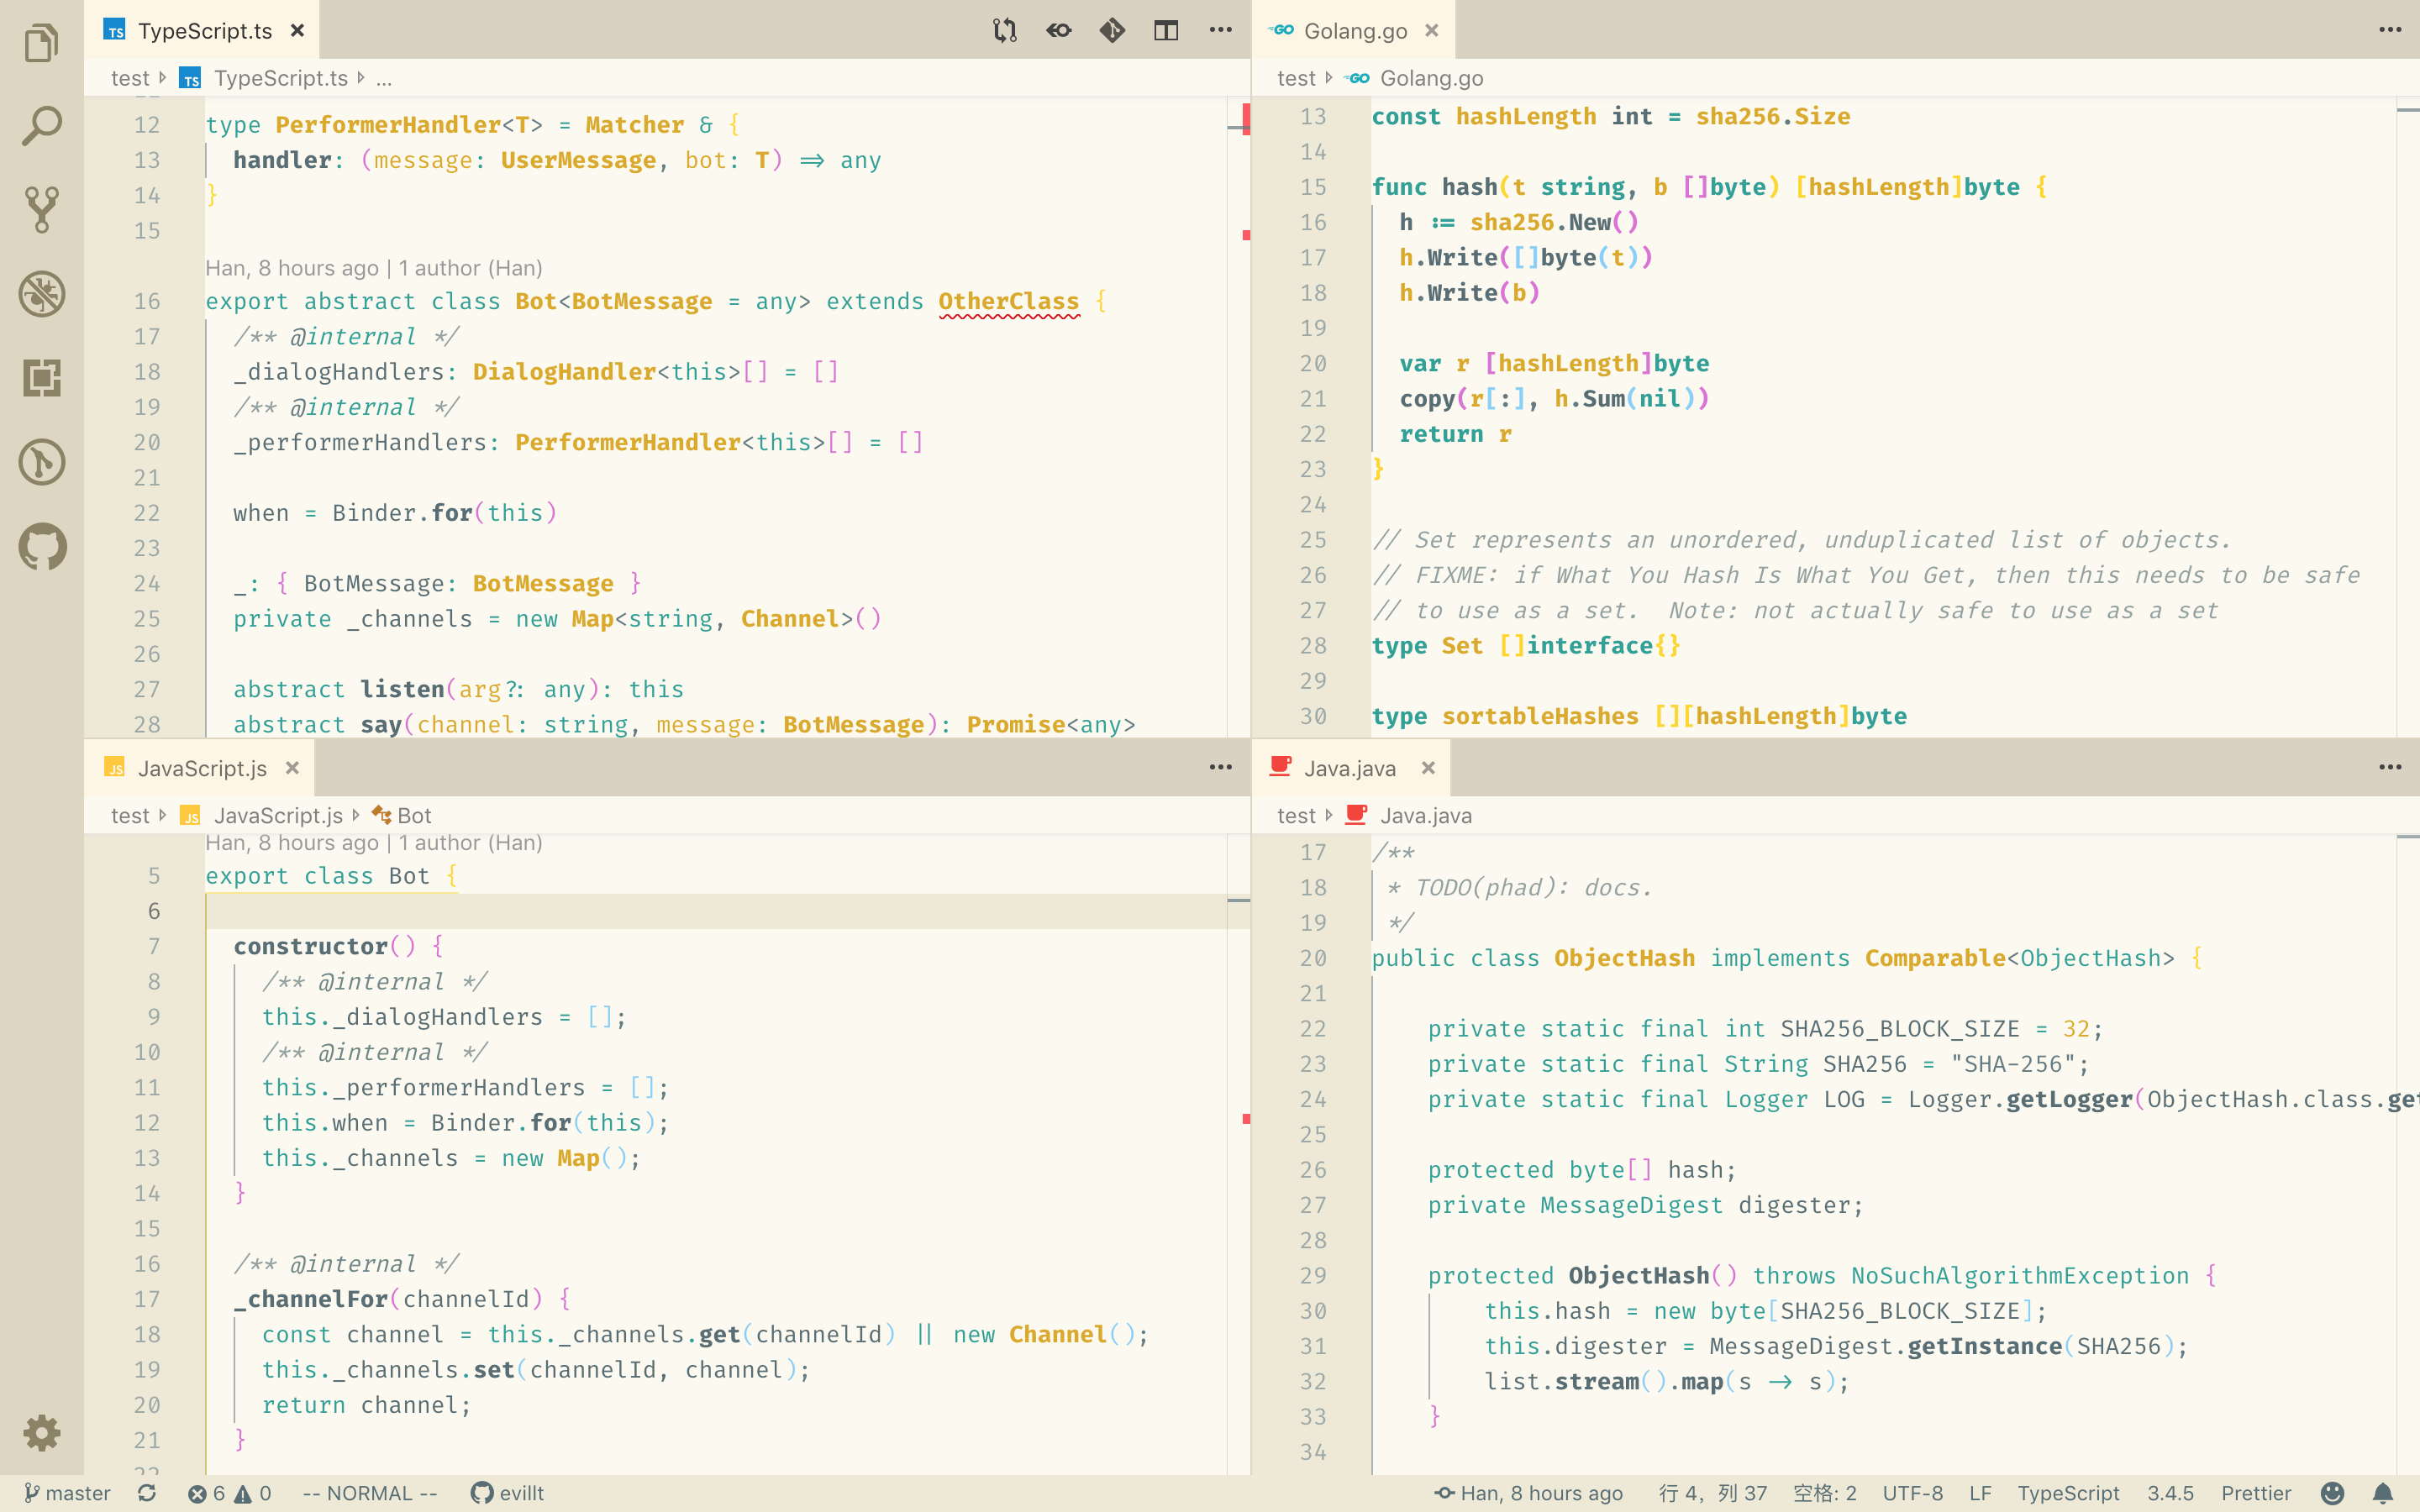 TypeScript.ts
test TypeScript.ts ...
12 type PerformerHandler<T> = Matcher & {
13 handler: (message: UserMessage, bot: T) => any
14 }
15
Han, 8 hours ago | 1 author (Han)
16 export abstract class Bot<BotMessage = any> extends OtherClass {
17 /** @internal */
18 _dialogHandlers: DialogHandler<this>[] = []
19 /** @internal */
20 _performerHandlers: PerformerHandler<this>[] = []
21
22 when = Binder.for(this)
23
24 _: { BotMessage: BotMessage }
25 private _channels = new Map<string, Channel>()
26
27 abstract listen(arg?: any): this
28 abstract say(channel: string, message: BotMessage): Promise<any>
Golang.go
test Golang.go
13 const hashLength int = sha256.Size
14
15 func hash(t string, b []byte) [hashLength]byte {
16 h := sha256.New()
17 h.Write([]byte(t))
18 h.Write(b)
19
20 var r [hashLength]byte
21 copy(r[:], h.Sum(nil))
22 return r
23 }
24
25 // Set represents an unordered, unduplicated list of objects.
26 // FIXME: if What You Hash Is What You Get, then this needs to be safe
27 // to use as a set.  Note: not actually safe to use as a set
28 type Set []interface{}
29
30 type sortableHashes [][hashLength]byte
JavaScript.js
test JavaScript.js Bot
Han, 8 hours ago | 1 author (Han)
5 export class Bot {
6
7 constructor() {
8 /** @internal */
9 this._dialogHandlers = [];
10 /** @internal */
11 this._performerHandlers = [];
12 this.when = Binder.for(this);
13 this._channels = new Map();
14 }
15
16 /** @internal */
17 _channelFor(channelId) {
18 const channel = this._channels.get(channelId) || new Channel();
19 this._channels.set(channelId, channel);
20 return channel;
21 }
Java.java
test Java.java
17 /**
18 * TODO(phad): docs.
19 */
20 public class ObjectHash implements Comparable<ObjectHash> {
21
22 private static final int SHA256_BLOCK_SIZE = 32;
23 private static final String SHA256 = "SHA-256";
24 private static final Logger LOG = Logger.getLogger(ObjectHash.class.get
25
26 protected byte[] hash;
27 private MessageDigest digester;
28
29 protected ObjectHash() throws NoSuchAlgorithmException {
30 this.hash = new byte[SHA256_BLOCK_SIZE];
31 this.digester = MessageDigest.getInstance(SHA256);
32 list.stream().map(s -> s);
33 }
34
master 6 0 -- NORMAL -- evillt Han, 8 hours ago 行 4，列 37 空格: 2 UTF-8 LF TypeScript 3.4.5 Prettier